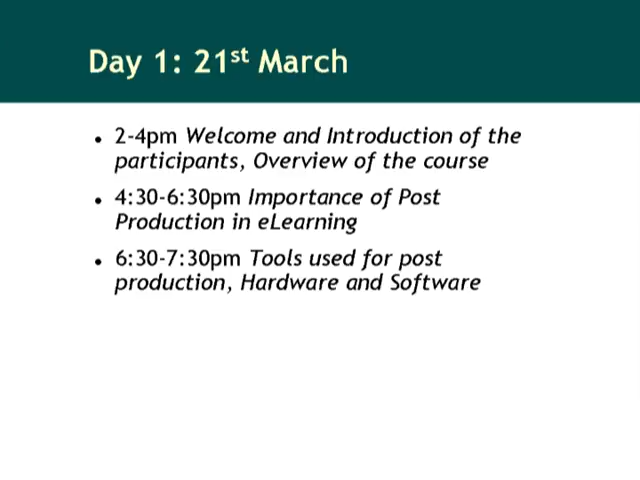 Day 1: 21st March
• 2-4pm Welcome and Introduction of the
participants, Overview of the course
• 4:30-6:30pm Importance of Post
Production in eLearning
• 6:30-7:30pm Tools used for post
production, Hardware and Software